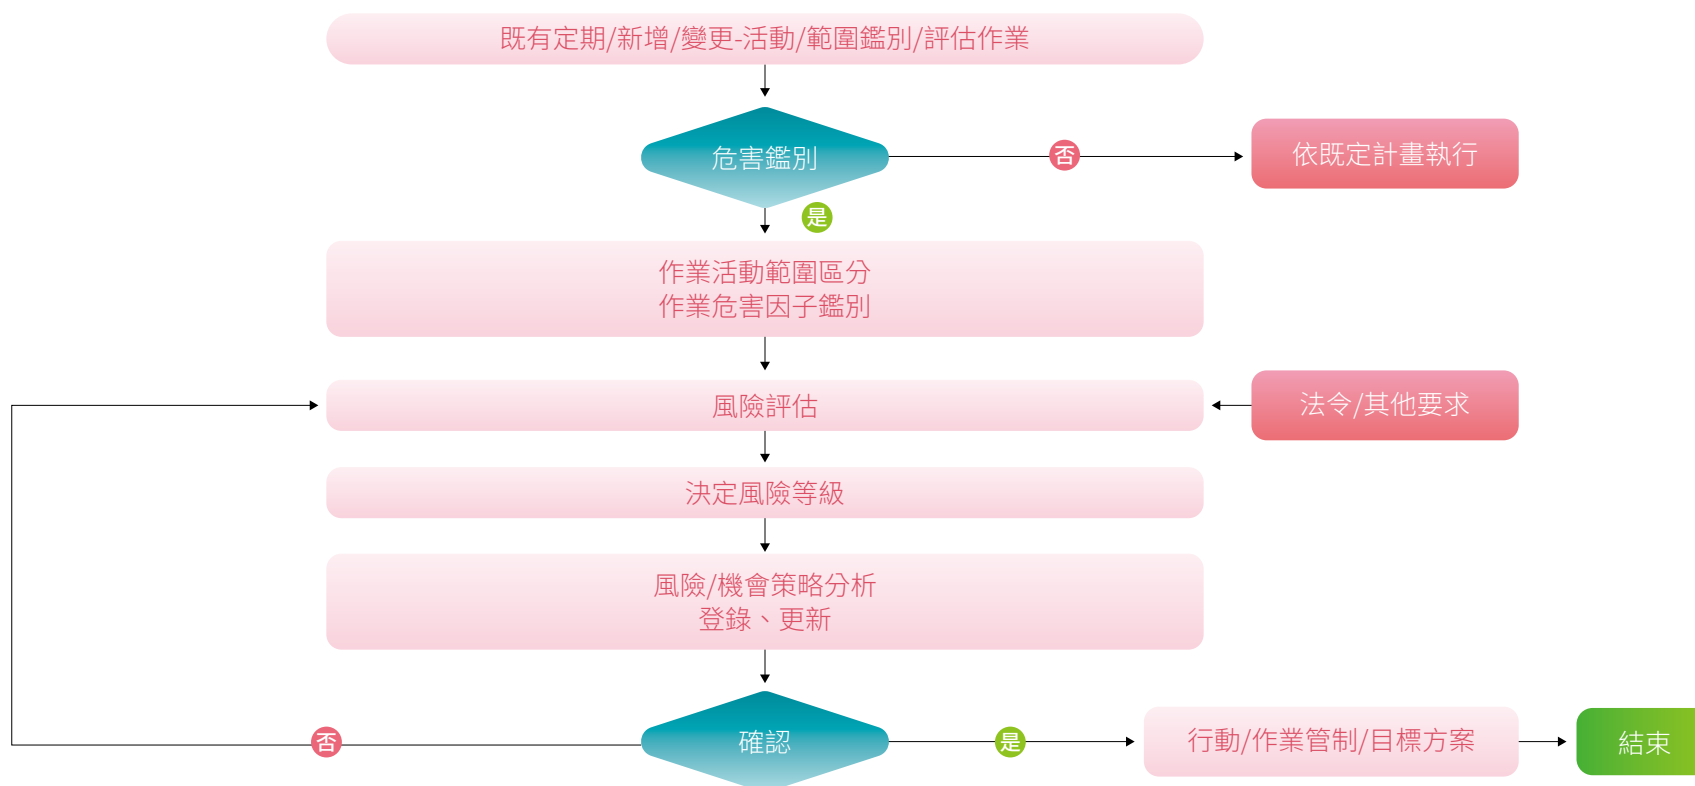 既有定期/新增/變更-活動/範圍鑑別/評估作業
危害鑑別
否
依既定計畫執行
是
作業活動範圍區分
作業危害因子鑑別
風險評估
法令/其他要求
決定風險等級
風險/機會策略分析
登錄、更新
否
確認
是
行動/作業管制/目標方案
結束